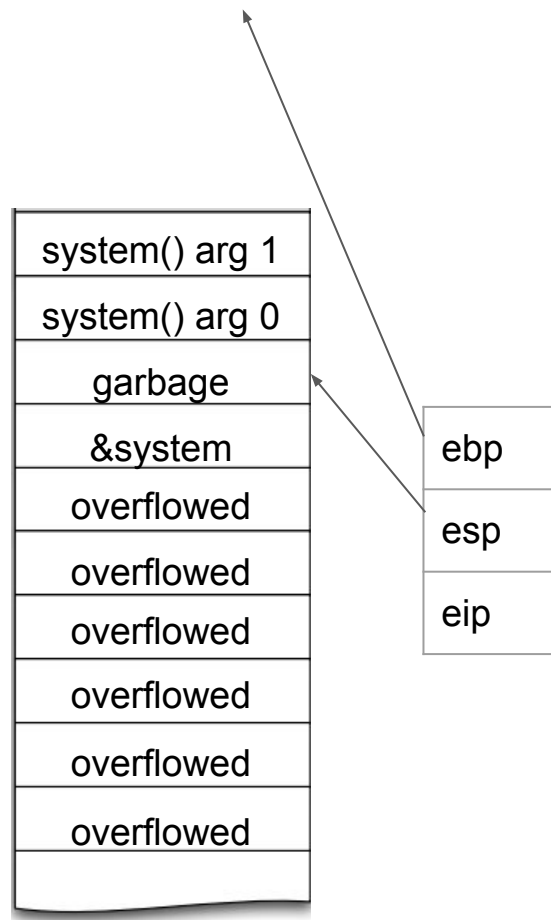 system() arg 1
system() arg 0
garbage
&system
overflowed
overflowed
overflowed
overflowed
overflowed
overflowed
ebp
esp
eip